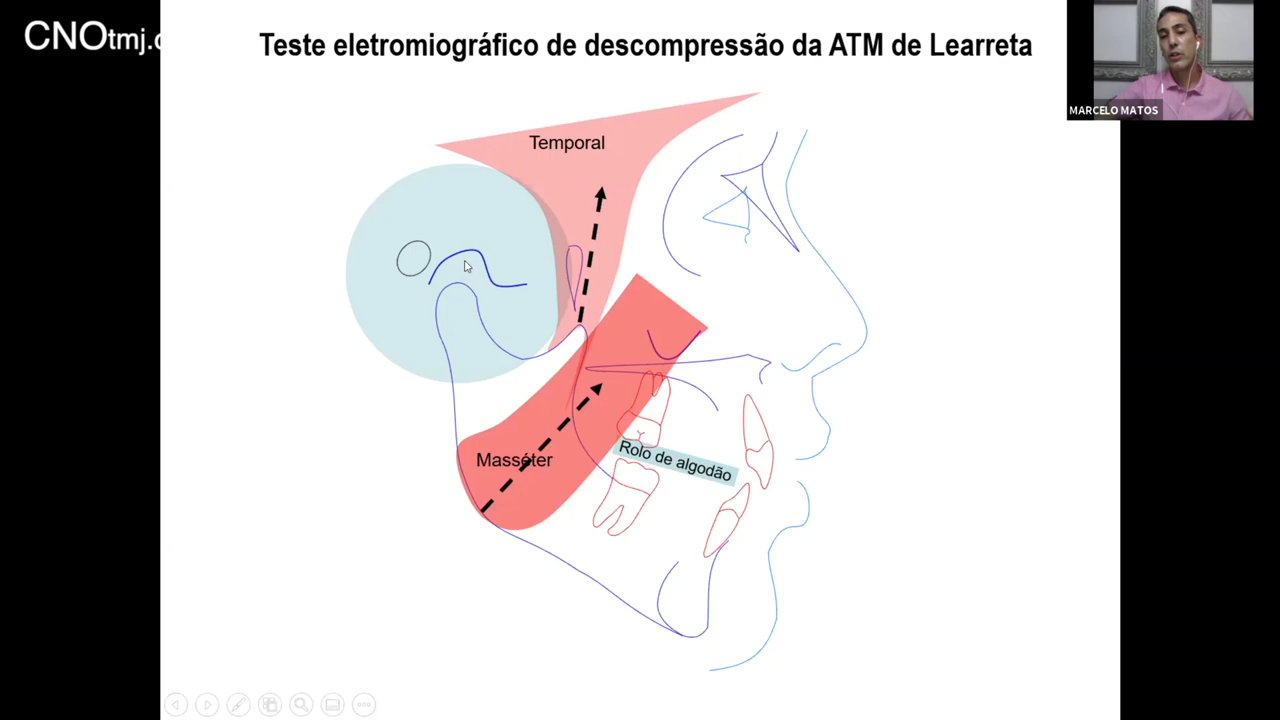 CNOtmj.c
Teste eletromiográfico de descompressão da ATM de Learreta
MARCELO MATOS
Temporal
Rolo de algodão
Masséter